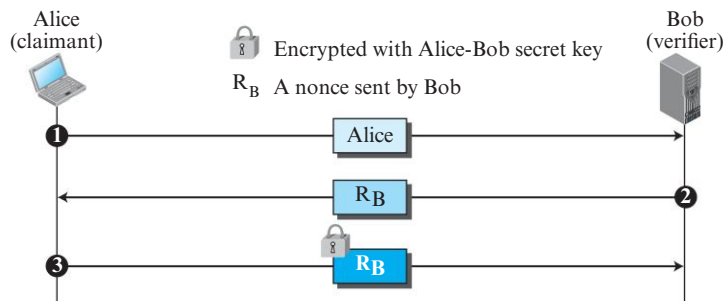 Alice
(claimant)
Bob
(verifier)
Encrypted with Alice-Bob secret key
R_B A nonce sent by Bob
1
Alice
R_B
2
3
R_B